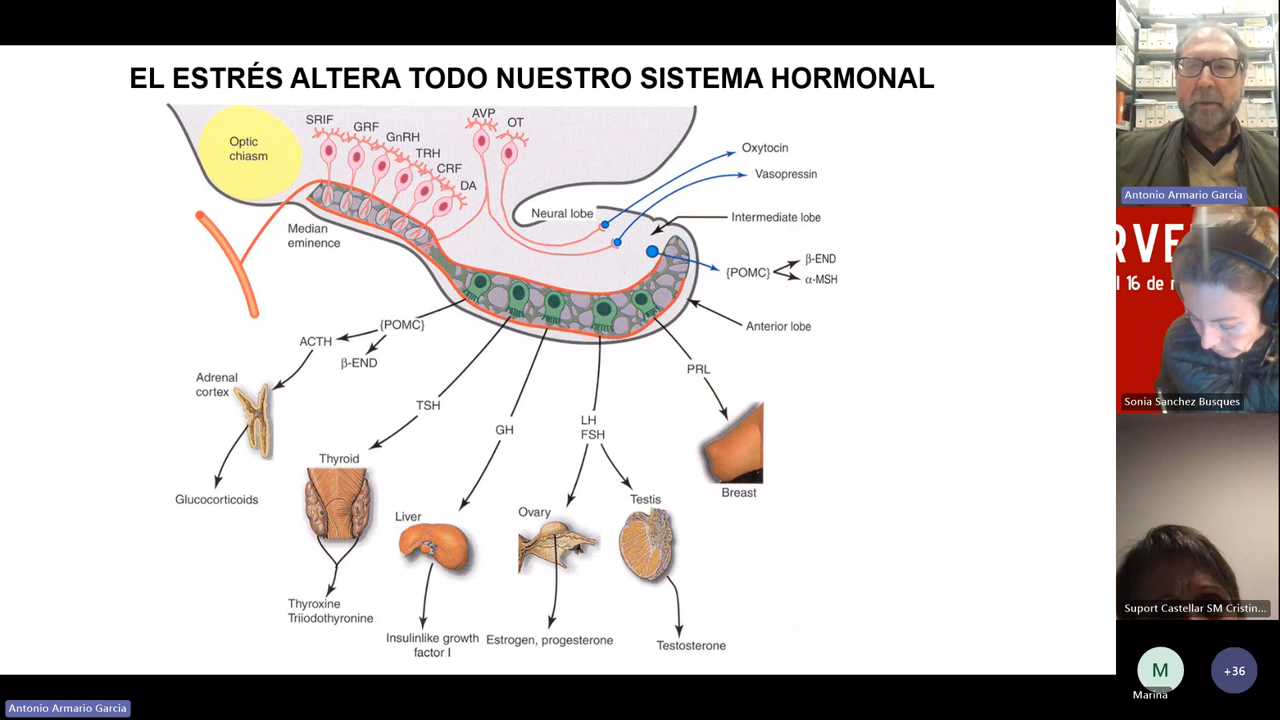 EL ESTRÉS ALTERA TODO NUESTRO SISTEMA HORMONAL
Optic
chiasm
SRIF
GRF
GnRH
TRH
CRF
DA
AVP
OT
Oxytocin
Vasopressin
Neural lobe
Intermediate lobe
Median
eminence
{POMC}
β-END
α-MSH
Anterior lobe
{POMC}
ACTH
β-END
Adrenal
cortex
Glucocorticoids
TSH
Thyroid
Thyroxine
Triiodothyronine
GH
Liver
Insulinlike growth
factor I
LH
FSH
Ovary
Estrogen, progesterone
Testis
Testosterone
PRL
Breast
Antonio Armario Garcia
RVE
l 16 de
Sonia Sanchez Busques
Suport Castellar SM Cristin...
M
Marina
+36
Antonio Armario Garcia